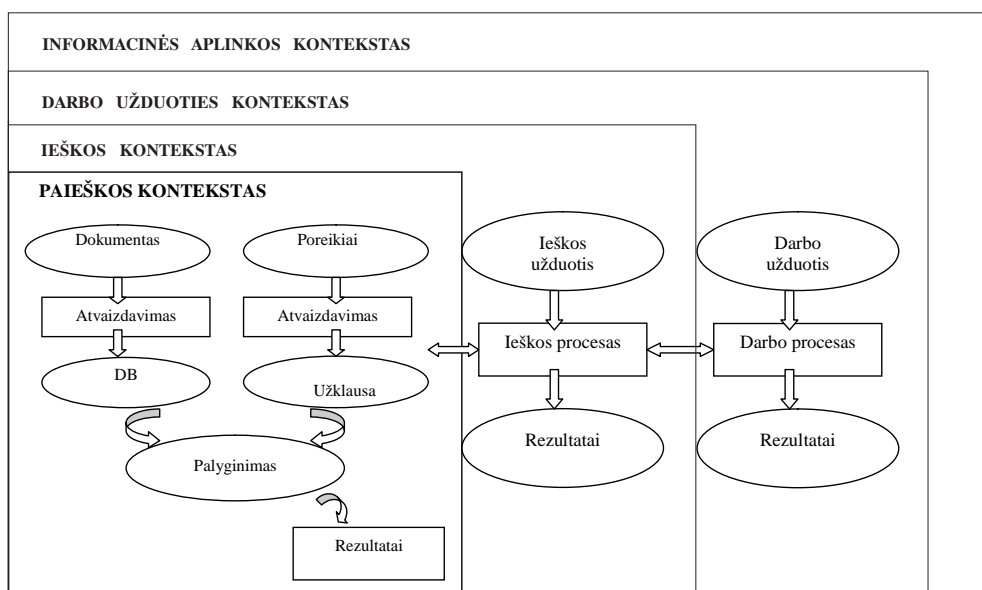 INFORMACINĖS APLINKOS KONTEKSTAS
DARBO UŽDUOTIES KONTEKSTAS
IEŠKOS KONTEKSTAS
PAIEŠKOS KONTEKSTAS
Dokumentas
Poreikiai
Ieškos
užduotis
Darbo
užduotis
Atvaizdavimas
Atvaizdavimas
Ieškos procesas
Darbo procesas
DB
Užklausa
Rezultatai
Rezultatai
Palyginimas
Rezultatai